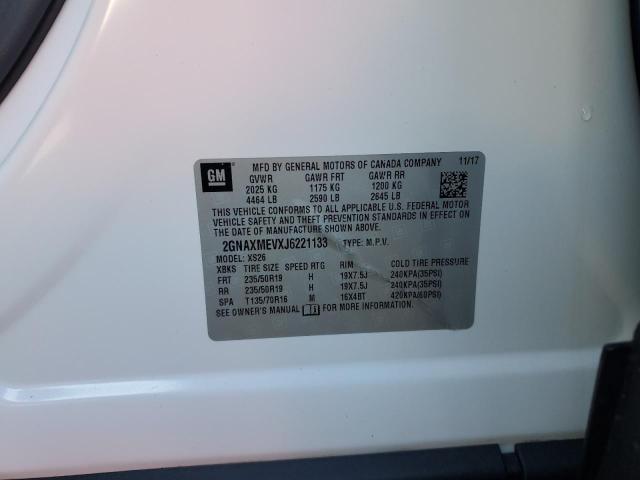 GM
MFD BY GENERAL MOTORS OF CANADA COMPANY 11/17
GVWR GAWR FRT GAWR RR
2025 KG 1175 KG 1200 KG
4464 LB 2590 LB 2645 LB
THIS VEHICLE CONFORMS TO ALL APPLICABLE U.S. FEDERAL MOTOR
VEHICLE SAFETY AND THEFT PREVENTION STANDARDS IN EFFECT
ON THE DATE OF MANUFACTURE SHOWN ABOVE.
2GNAXMEVXJ6221133 TYPE: M.P.V.
MODEL: XS26
XBKS TIRE SIZE SPEED RTG RIM COLD TIRE PRESSURE
FRT 235/50R19 H 19X7.5J 240KPA(35PSI)
RR 235/50R19 H 19X7.5J 240KPA(35PSI)
SPA T135/70R16 M 16X4BT 420KPA(60PSI)
SEE OWNER'S MANUAL FOR MORE INFORMATION.